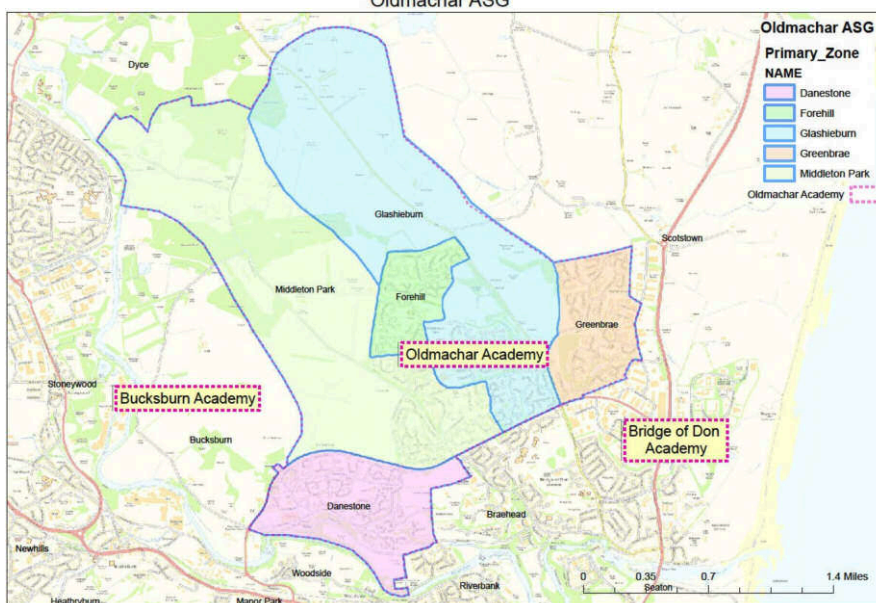 Oldmachar ASG
Oldmachar ASG
Primary_Zone
NAME
Danestone
Forehill
Glashieburn
Greenbrae
Middleton Park
Oldmachar Academy
Dyce
Glashieburn
Scotstown
Middleton Park
Forehill
Greenbrae
Oldmachar Academy
Stoneywood
Bucksburn Academy
Bridge of Don
Academy
Bucksburn
Danestone
Braehead
Newhills
Woodside
Riverbank
Heathryburn
Manor Park
Seaton
0 0.35 0.7 1.4 Miles